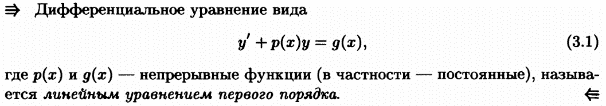 ⇛ Дифференциальное уравнение вида
y′ + p(x)y = g(x), (3.1)
где p(x) и g(x) — непрерывные функции (в частности — постоянные), называ-
ется линейным уравнением первого порядка. ⇚